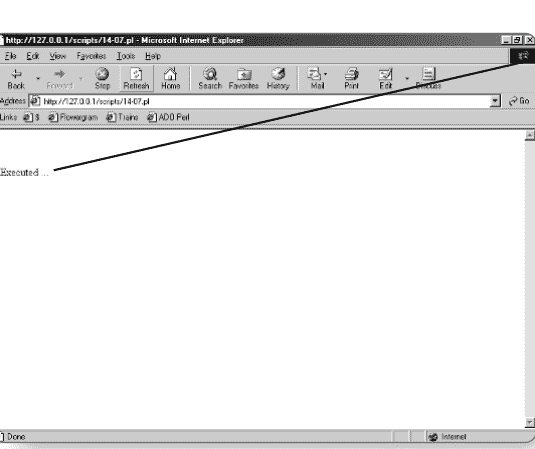 http://127.0.0.1/scripts/14-07.pl - Microsoft Internet Explorer
File Edit View Favorites Tools Help
Back Forward Stop Refresh Home Search Favorites History Mail Print Edit Discuss
Address http://127.0.0.1/scripts/14-07.pl Go
Links $ Flowergram Trains ADO Perl
Executed ...
Done Internet